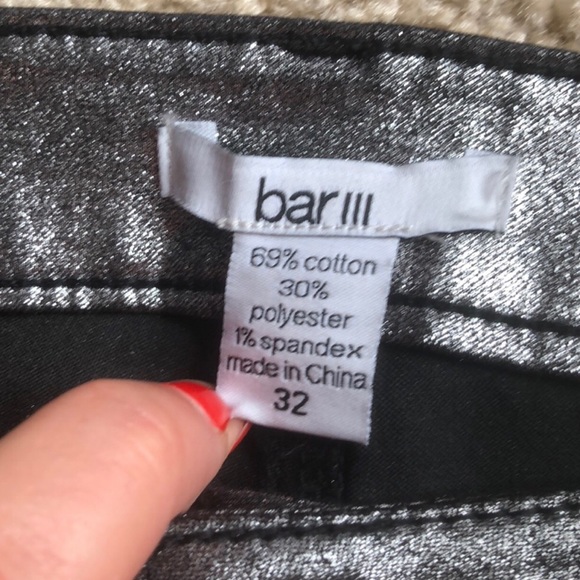 bar III
69% cotton
30%
polyester
1% spandex
made in China
32